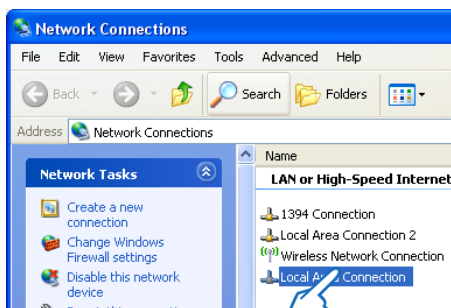 Network Connections
File Edit View Favorites Tools Advanced Help
Back Search Folders
Address Network Connections
Network Tasks
Create a new
connection
Change Windows
Firewall settings
Disable this network
device
Name
LAN or High-Speed Internet
1394 Connection
Local Area Connection 2
Wireless Network Connection
Local Connection